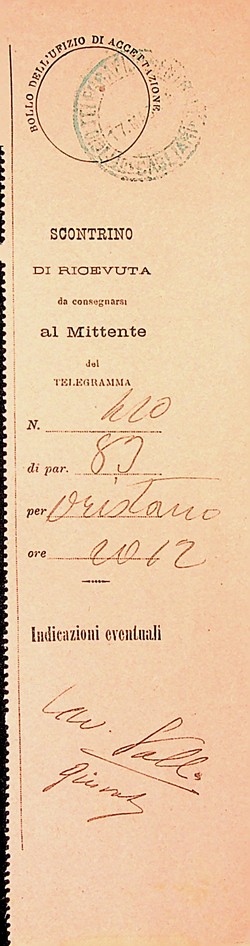 BOLLO DELL'UFIZIO DI ACCETTAZIONE.
SCONTRINO
DI RICEVUTA
da consegnarsi
al Mittente
del
TELEGRAMMA
N. 420
di par. 83
per Oristano
ore 2012
Indicazioni eventuali